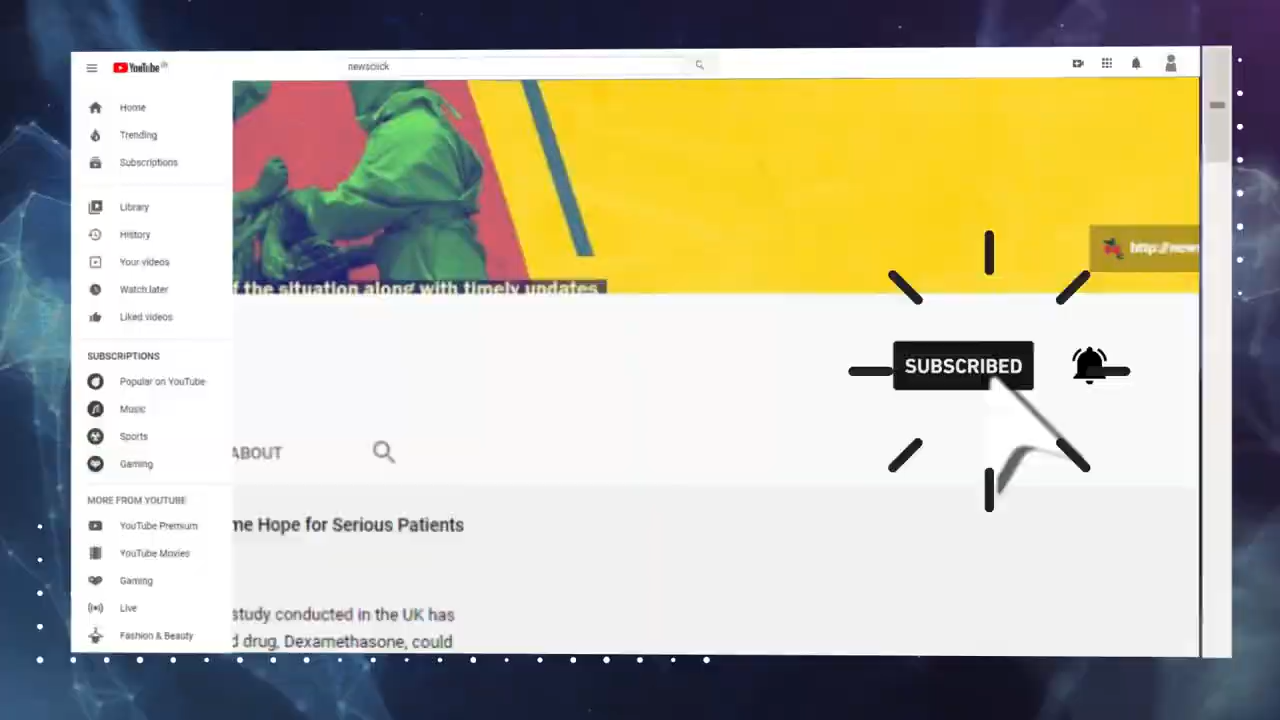 YouTube
newsclick
Home
Trending
Subscriptions
Library
History
Your videos
Watch later
Liked videos
SUBSCRIPTIONS
Popular on YouTube
Music
Sports
Gaming
MORE FROM YOUTUBE
YouTube Premium
YouTube Movies
Gaming
Live
Fashion & Beauty
f the situation along with timely updates
http://news
SUBSCRIBED
ABOUT
me Hope for Serious Patients
study conducted in the UK has
d drug, Dexamethasone, could